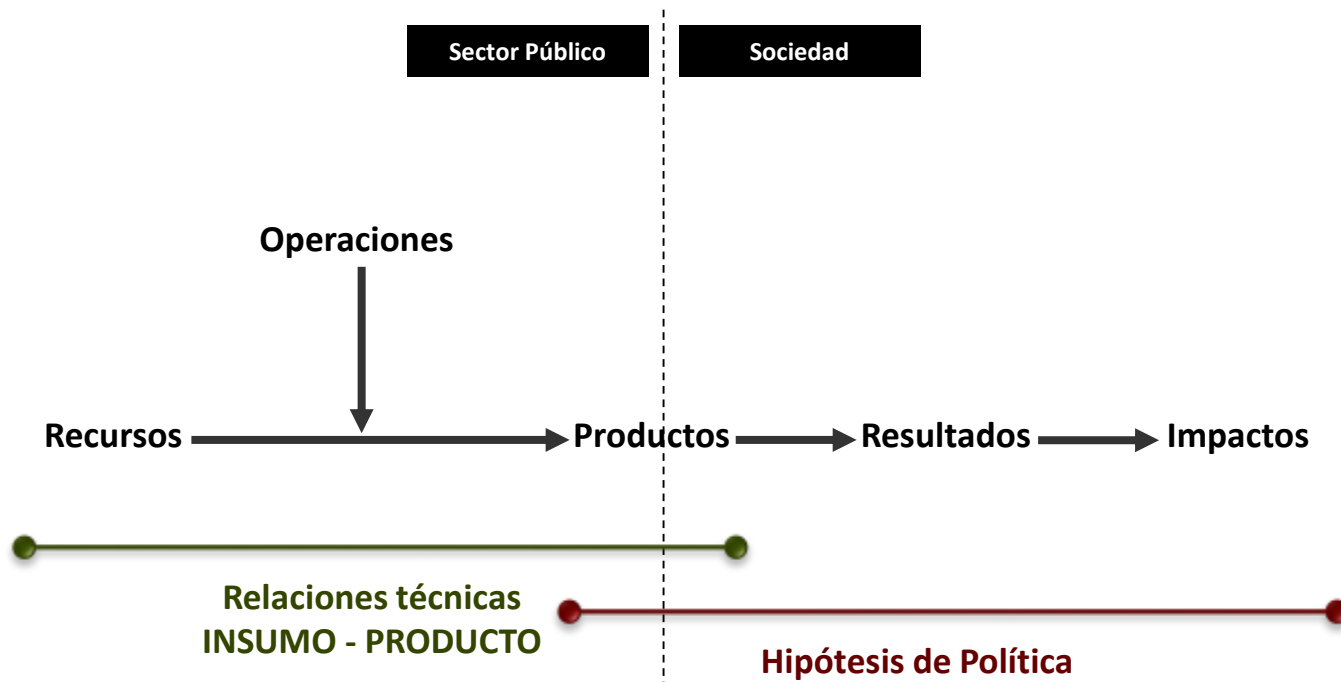 Sector Público
Sociedad
Operaciones
Recursos
Productos
Resultados
Impactos
Relaciones técnicas
INSUMO - PRODUCTO
Hipótesis de Política